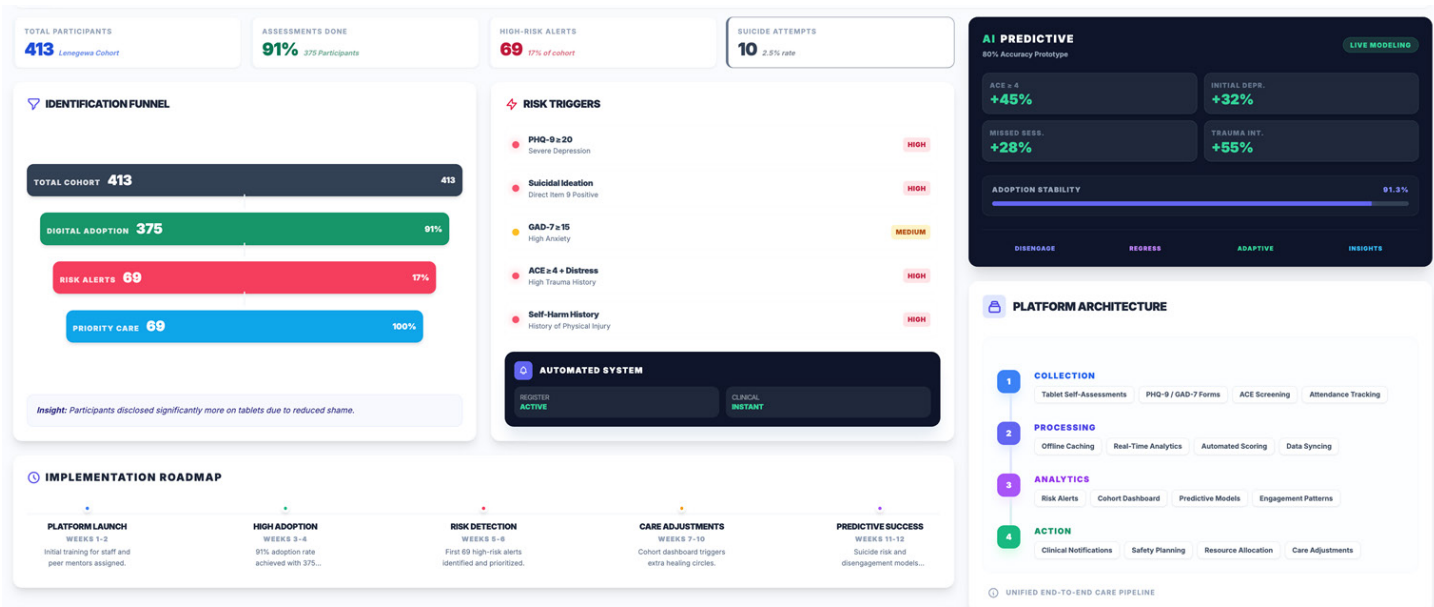 TOTAL PARTICIPANTS
413 Lenegewa Cohort
ASSESSMENTS DONE
91% 375 Participants
HIGH-RISK ALERTS
69 17% of cohort
SUICIDE ATTEMPTS
10 2.5% rate
IDENTIFICATION FUNNEL
TOTAL COHORT 413
413
DIGITAL ADOPTION 375
91%
RISK ALERTS 69
17%
PRIORITY CARE 69
100%
Insight: Participants disclosed significantly more on tablets due to reduced shame.
RISK TRIGGERS
PHQ-9 ≥ 20
Severe Depression
HIGH
Suicidal Ideation
Direct Item 9 Positive
HIGH
GAD-7 ≥ 15
High Anxiety
MEDIUM
ACE ≥ 4 + Distress
High Trauma History
HIGH
Self-Harm History
History of Physical Injury
HIGH
AUTOMATED SYSTEM
REGISTER
ACTIVE
CLINICAL
INSTANT
IMPLEMENTATION ROADMAP
PLATFORM LAUNCH
WEEKS 1-2
Initial training for staff and
peer mentors assigned.
HIGH ADOPTION
WEEKS 3-4
91% adoption rate
achieved with 375...
RISK DETECTION
WEEKS 5-6
First 69 high-risk alerts
identified and prioritized.
CARE ADJUSTMENTS
WEEKS 7-10
Cohort dashboard triggers
extra healing circles.
PREDICTIVE SUCCESS
WEEKS 11-12
Suicide risk and
disengagement models...
AI PREDICTIVE
80% Accuracy Prototype
LIVE MODELING
ACE ≥ 4
+45%
INITIAL DEPR.
+32%
MISSED SESS.
+28%
TRAUMA INT.
+55%
ADOPTION STABILITY
91.3%
DISENGAGE
REGRESS
ADAPTIVE
INSIGHTS
PLATFORM ARCHITECTURE
1
COLLECTION
Tablet Self-Assessments
PHQ-9 / GAD-7 Forms
ACE Screening
Attendance Tracking
2
PROCESSING
Offline Caching
Real-Time Analytics
Automated Scoring
Data Syncing
3
ANALYTICS
Risk Alerts
Cohort Dashboard
Predictive Models
Engagement Patterns
4
ACTION
Clinical Notifications
Safety Planning
Resource Allocation
Care Adjustments
UNIFIED END-TO-END CARE PIPELINE